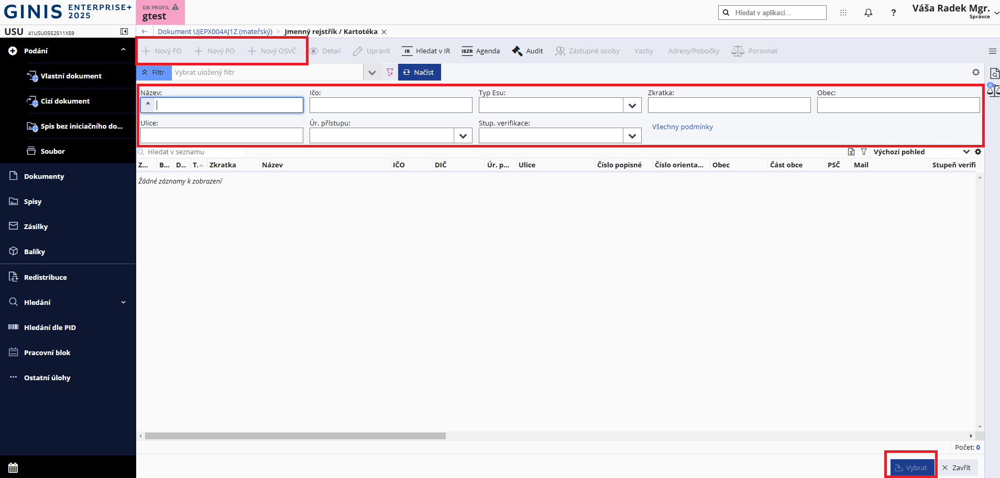 GINIS ENTERPRISE+ 2025
DB PROFIL
gtest
Hledat v aplikaci...
?
Váša Radek Mgr.
Správce
USU 41USU0552511X59
Dokument UJEPX004AJ1Z (mateřský) > Jmenný rejstřík / Kartotéka
Podání
Vlastní dokument
Cizí dokument
Spis bez iniciačního do...
Soubor
Dokumenty
Spisy
Zásilky
Balíky
Redistribuce
Hledání
Hledání dle PID
Pracovní blok
Ostatní úlohy
Nový FO Nový PO Nový OSVČ Detail Upravit IR Hledat v IR ISZR Agenda Audit Zástupné osoby Vazby Adresy/Pobočky Porovnat
Filtr Vybrat uložený filtr Načíst
0
Název: Ičo: Typ Esu: Zkratka: Obec:
^
Ulice: Úr. přístupu: Stup. verifikace: Všechny podmínky
Hledat v seznamu Výchozí pohled
Z... B... D... T. Zkratka Název IČO DIČ Úr. p... Ulice Číslo popisné Číslo orienta... Obec Část obce PSČ Mail Stupeň verifi
Žádné záznamy k zobrazení
Počet: 0
Vybrat Zavřít